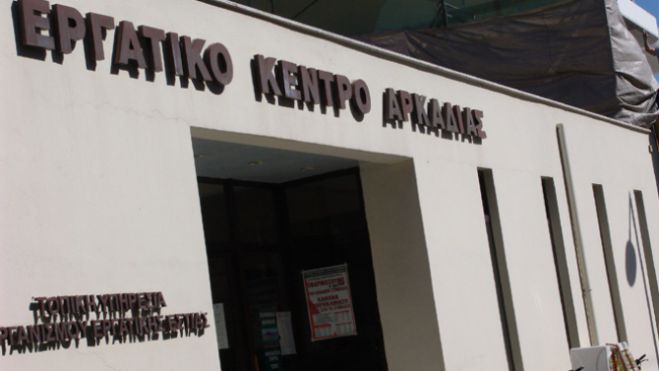 ΕΡΓΑΤΙΚΟ ΚΕΝΤΡΟ ΑΡΚΑΔΙΑΣ
ΤΟΠΙΚΗ ΥΠΗΡΕΣΙΑ
ΟΡΓΑΝΙΣΜΟΥ ΕΡΓΑΤΙΚΗΣ ΕΣΤΙΑΣ